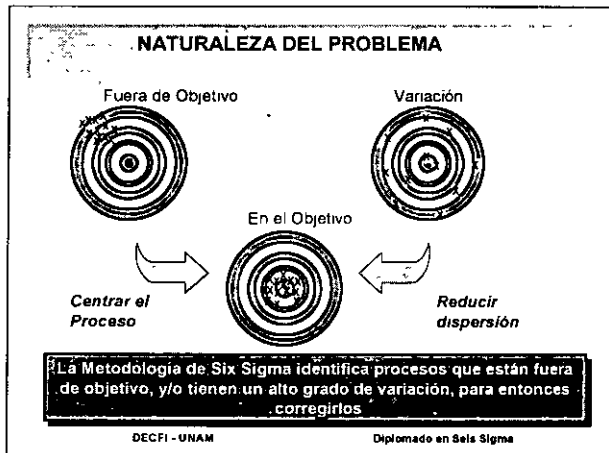 NATURALEZA DEL PROBLEMA
Fuera de Objetivo
Variación
En el Objetivo
Centrar el
Proceso
Reducir
dispersión
La Metodología de Six Sigma identifica procesos que están fuera
de objetivo, y/o tienen un alto grado de variación, para entonces
corregirlos
DECFI - UNAM
Diplomado en Seis Sigma